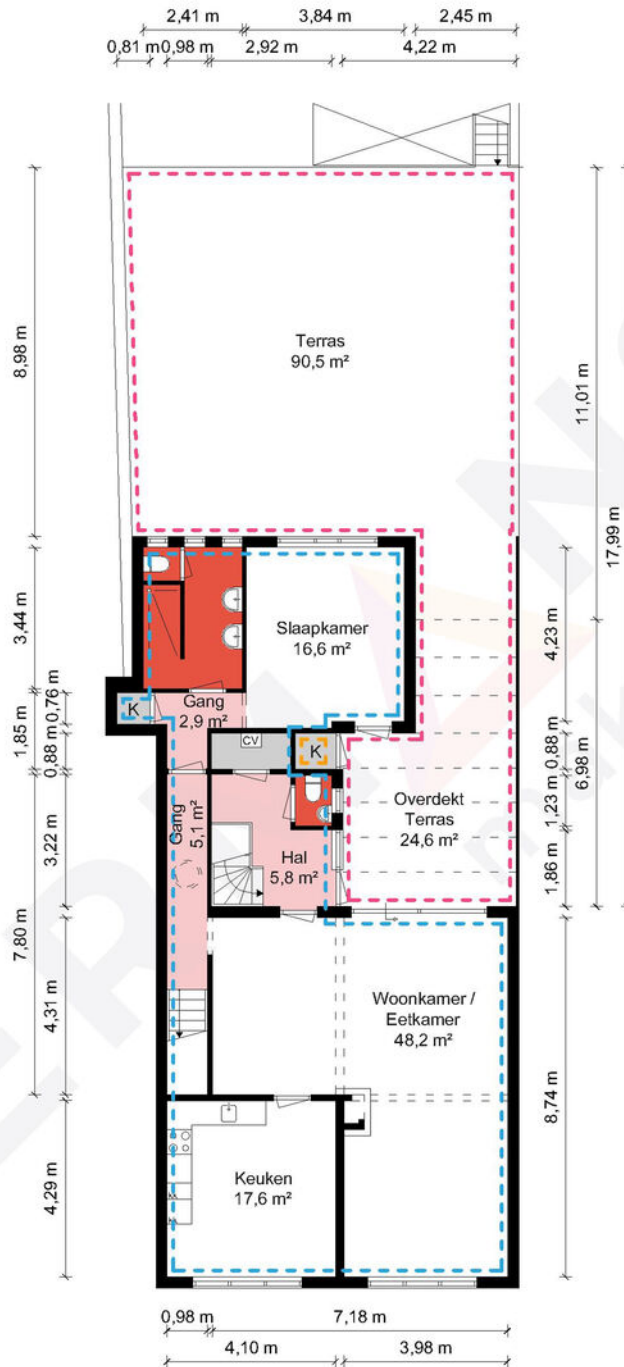 2,41 m 3,84 m 2,45 m
0,81 m 0,98 m 2,92 m 4,22 m
8,98 m
11,01 m
17,99 m
Terras
90,5 m²
3,44 m
4,23 m
Slaapkamer
16,6 m²
K
Gang
2,9 m²
0,76 m
1,85 m
0,88 m
CV
K
0,88 m
6,98 m
1,23 m
Overdekt
Terras
24,6 m²
Gang
5,1 m²
3,22 m
Hal
5,8 m²
1,86 m
7,80 m
4,31 m
Woonkamer /
Eetkamer
48,2 m²
8,74 m
4,29 m
Keuken
17,6 m²
0,98 m 7,18 m
4,10 m 3,98 m